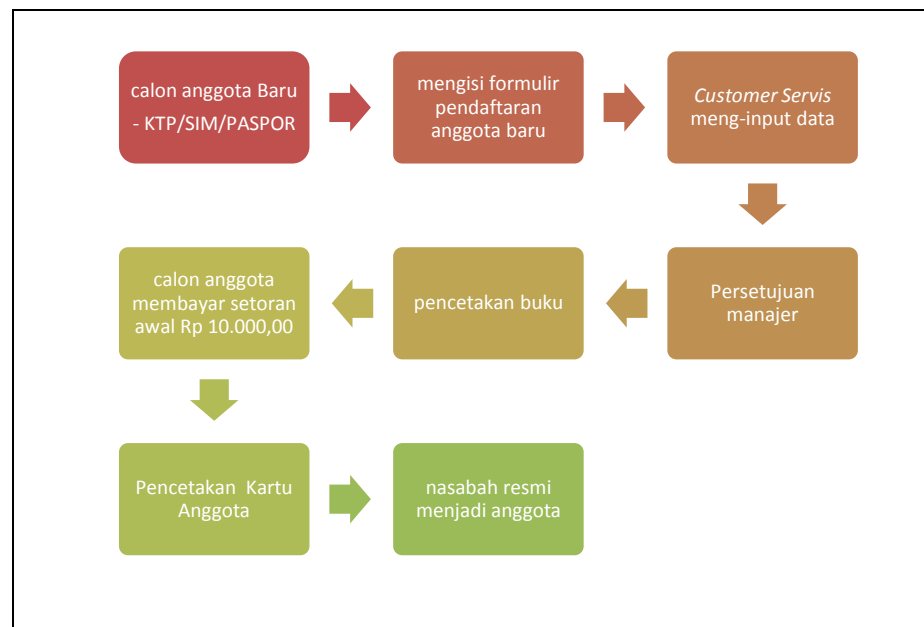 calon anggota Baru
- KTP/SIM/PASPOR
mengisi formulir
pendaftaran
anggota baru
Customer Servis
meng-input data
Persetujuan
manajer
pencetakan buku
calon anggota
membayar setoran
awal Rp 10.000,00
Pencetakan Kartu
Anggota
nasabah resmi
menjadi anggota